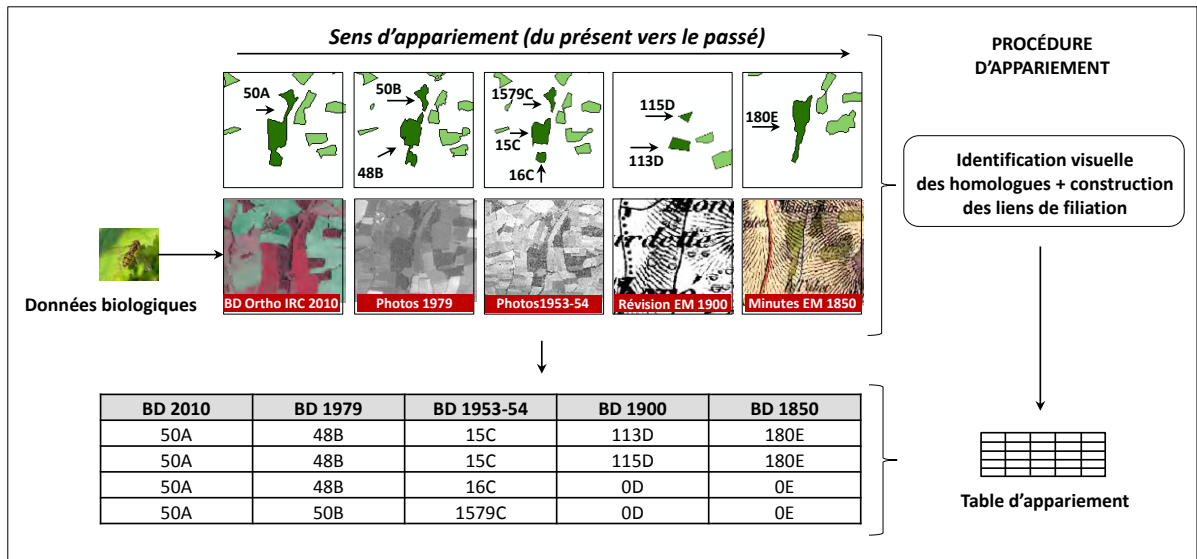 Sens d'appariement (du présent vers le passé)
PROCÉDURE
D'APPARIEMENT
50A
50B
48B
1579C
15C
16C
115D
113D
180E
Identification visuelle
des homologues + construction
des liens de filiation
Données biologiques
BD Ortho IRC 2010
Photos 1979
Photos1953-54
Révision EM 1900
Minutes EM 1850
BD 2010 BD 1979 BD 1953-54 BD 1900 BD 1850
50A 48B 15C 113D 180E
50A 48B 15C 115D 180E
50A 48B 16C 0D 0E
50A 50B 1579C 0D 0E
Table d'appariement